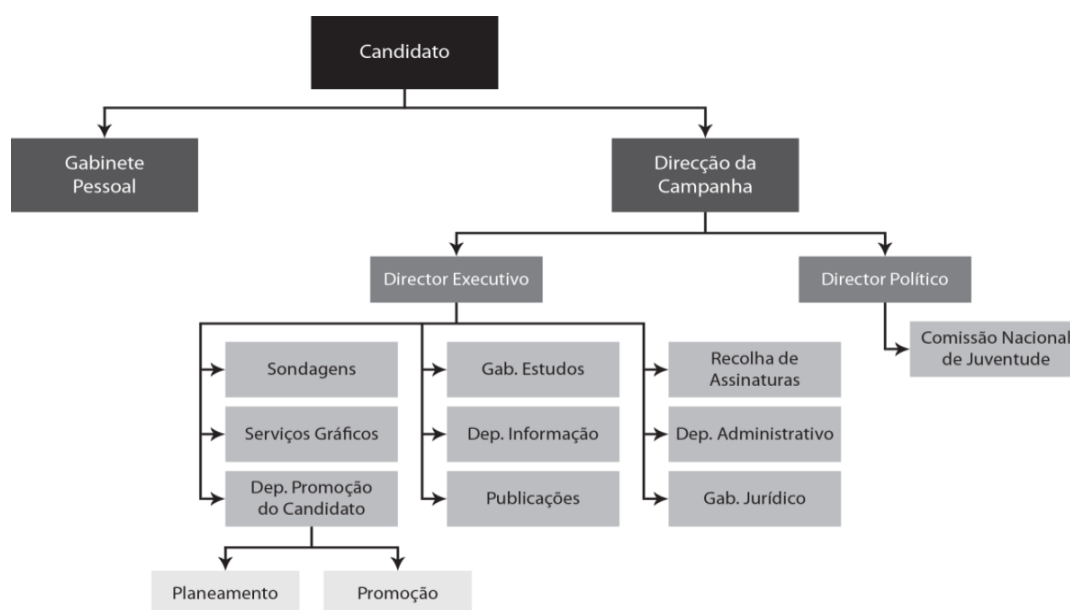 Candidato
Gabinete
Pessoal
Direcção da
Campanha
Director Executivo
Director Político
Sondagens
Gab. Estudos
Recolha de
Assinaturas
Comissão Nacional
de Juventude
Serviços Gráficos
Dep. Informação
Dep. Administrativo
Dep. Promoção
do Candidato
Publicações
Gab. Jurídico
Planeamento
Promoção